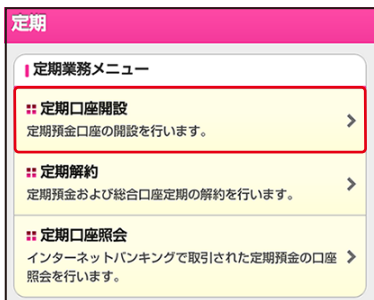 定期
定期業務メニュー
定期口座開設
定期預金口座の開設を行います。
定期解約
定期預金および総合口座定期の解約を行います。
定期口座照会
インターネットバンキングで取引された定期預金の口座
照会を行います。